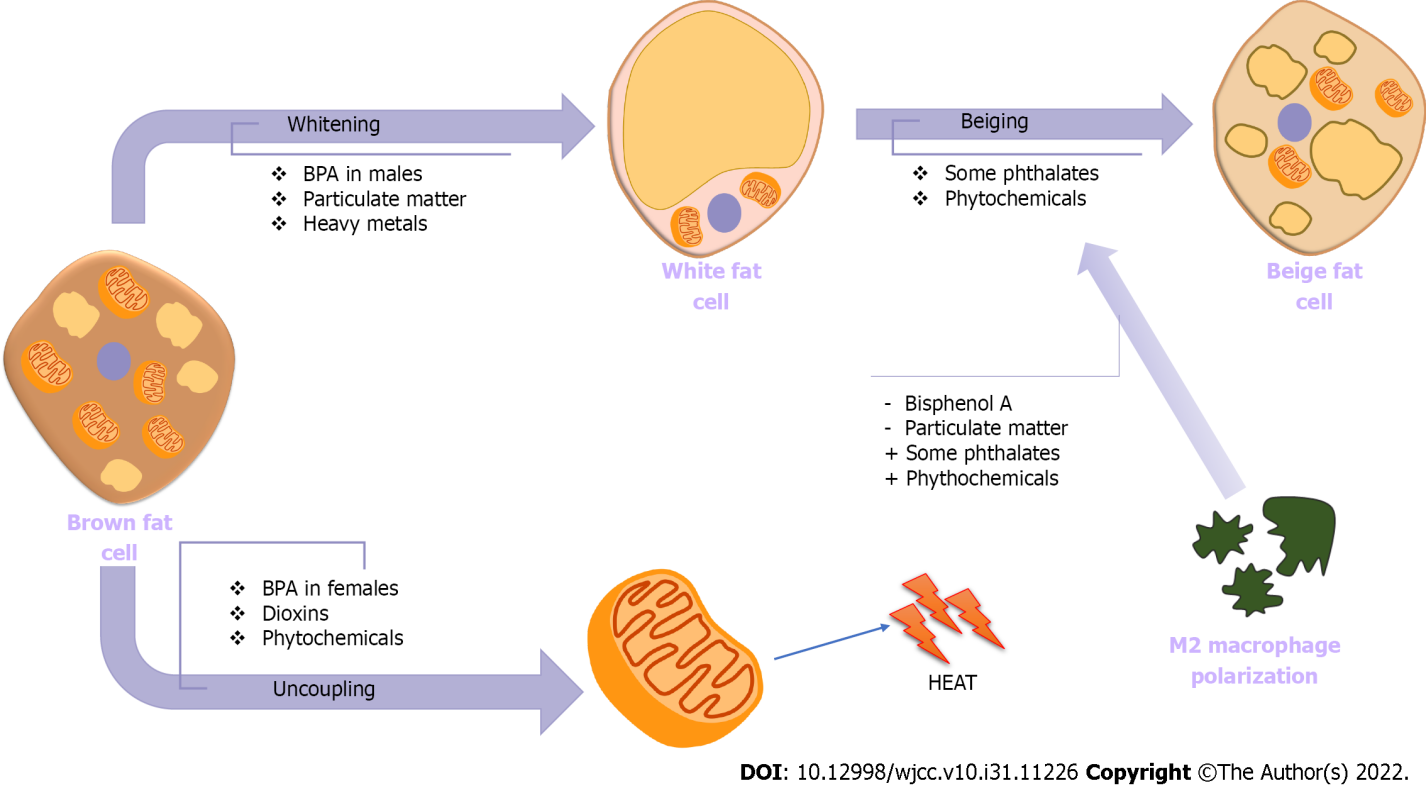 Whitening
❖ BPA in males
❖ Particulate matter
❖ Heavy metals
White fat
cell
Beiging
❖ Some phthalates
❖ Phytochemicals
Beige fat
cell
Brown fat
cell
- Bisphenol A
- Particulate matter
+ Some phthalates
+ Phythochemicals
❖ BPA in females
❖ Dioxins
❖ Phytochemicals
Uncoupling
HEAT
M2 macrophage
polarization
DOI: 10.12998/wjcc.v10.i31.11226 Copyright ©The Author(s) 2022.